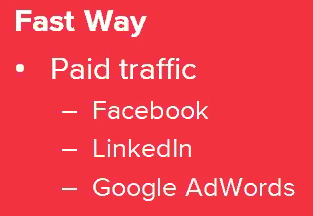 Fast Way
• Paid traffic
– Facebook
– LinkedIn
– Google AdWords